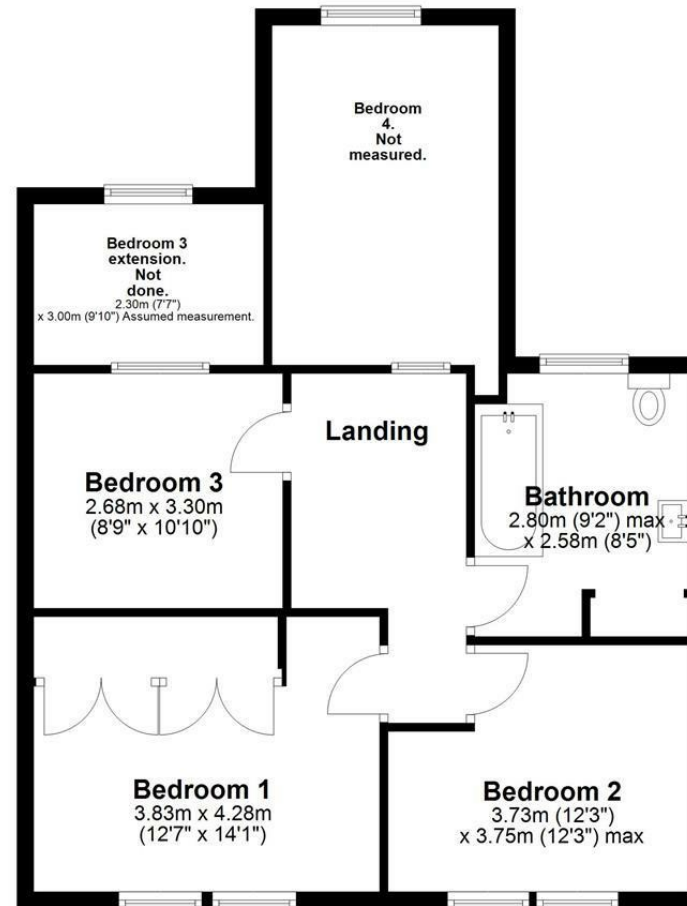 Bedroom
4.
Not
measured.
Bedroom 3
extension.
Not
done.
2.30m (7'7")
x 3.00m (9'10") Assumed measurement.
Landing
Bedroom 3
2.68m x 3.30m
(8'9" x 10'10")
Bathroom
2.80m (9'2") max
x 2.58m (8'5")
Bedroom 1
3.83m x 4.28m
(12'7" x 14'1")
Bedroom 2
3.73m (12'3")
x 3.75m (12'3") max